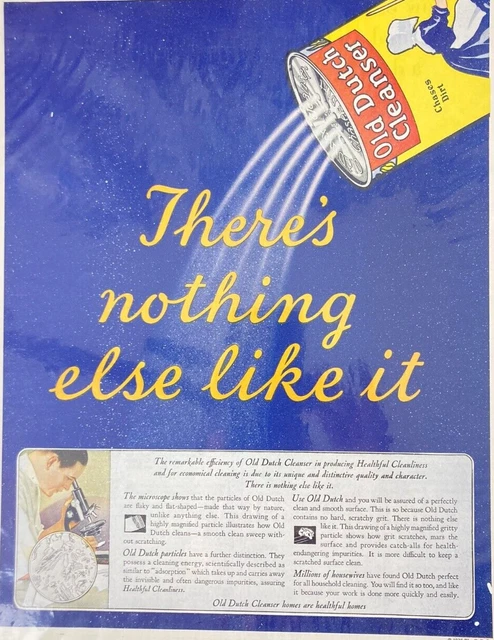 Old Dutch
Cleanser
Chases
Dirt
There's
nothing
else like it
The remarkable efficiency of Old Dutch Cleanser in producing Healthful Cleanliness
and for economical cleaning is due to its unique and distinctive quality and character.
There is nothing else like it.
The microscope shows that the particles of Old Dutch
are flaky and flat-shaped—made that way by nature,
unlike anything else. This drawing of a
highly magnified particle illustrates how Old
Dutch cleans—a smooth clean sweep with-
out scratching.
Old Dutch particles have a further distinction. They
possess a cleaning energy, scientifically described as
similar to "adsorption" which takes up and carries away
the invisible and often dangerous impurities, assuring
Healthful Cleanliness.
Use Old Dutch and you will be assured of a perfectly
clean and smooth surface. This is so because Old Dutch
contains no hard, scratchy grit. There is nothing else
like it. This drawing of a highly magnified gritty
particle shows how grit scratches, mars the
surface and provides catch-alls for health-
endangering impurities. It is more difficult to keep a
scratched surface clean.
Millions of housewives have found Old Dutch perfect
for all household cleaning. You will find it so too, and like
it because your work is done more quickly and easily.
Old Dutch Cleanser homes are healthful homes